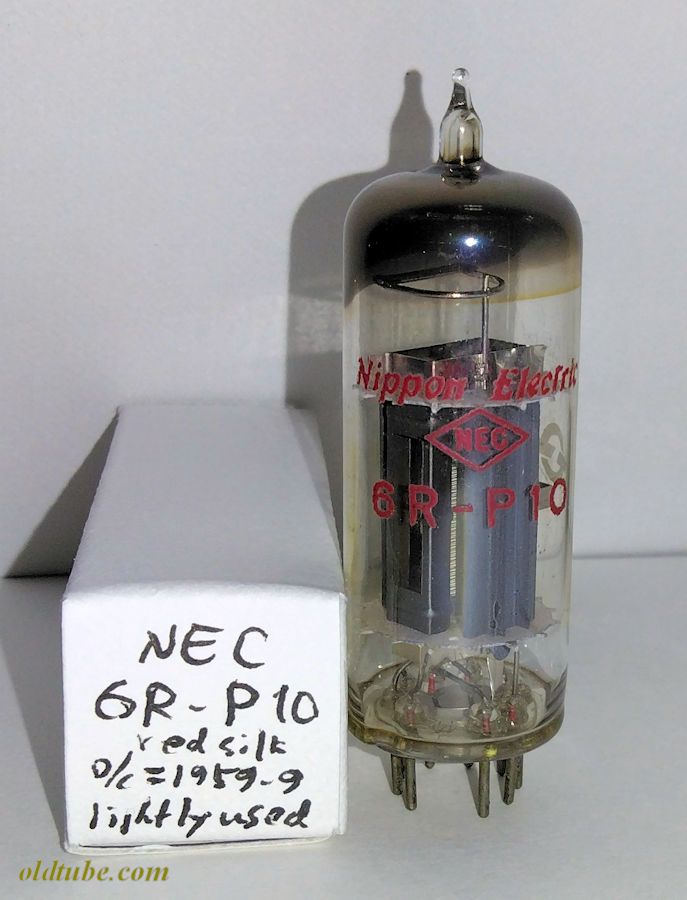 Nippon Electric
NEC
6R-P10
NEC
6R-P10
red silk
D/C=1959-9
lightly used
oldtube.com